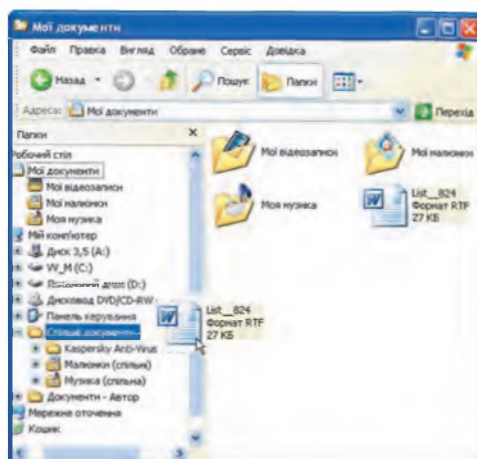 Мої документи
Файл Правка Вигляд Обране Сервіс Довідка
Назад Пошук Папки
Адреса: Мої документи Перехід
Папки
Робочий стіл
Мої документи
Мої відеозаписи
Мої малюнки
Моя музика
Мій комп'ютер
Диск 3,5 (A:)
W_M (C:)
диск (D:)
Дисковод DVD/CD-RW
Панель керування
Спільні документи
Kaspersky Anti-Virus
Малюнки (спільні)
Музика (спільна)
Документи - Автор
Мережне оточення
Кошик
Мої відеозаписи
Мої малюнки
Моя музика
List__824
Формат RTF
27 КБ
List__824
Формат RTF
27 КБ